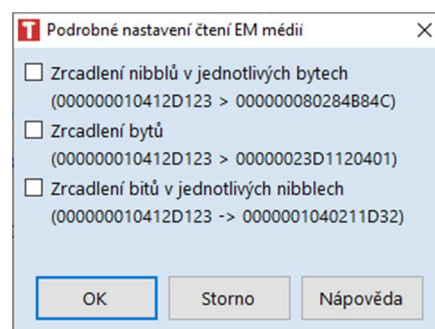 T Podrobné nastavení čtení EM médií
Zrcadlení nibblů v jednotlivých bytech
(000000010412D123 > 000000080284B84C)
Zrcadlení bytů
(000000010412D123 > 00000023D1120401)
Zrcadlení bitů v jednotlivých nibblech
(000000010412D123 -> 0000001040211D32)
OK Storno Nápověda